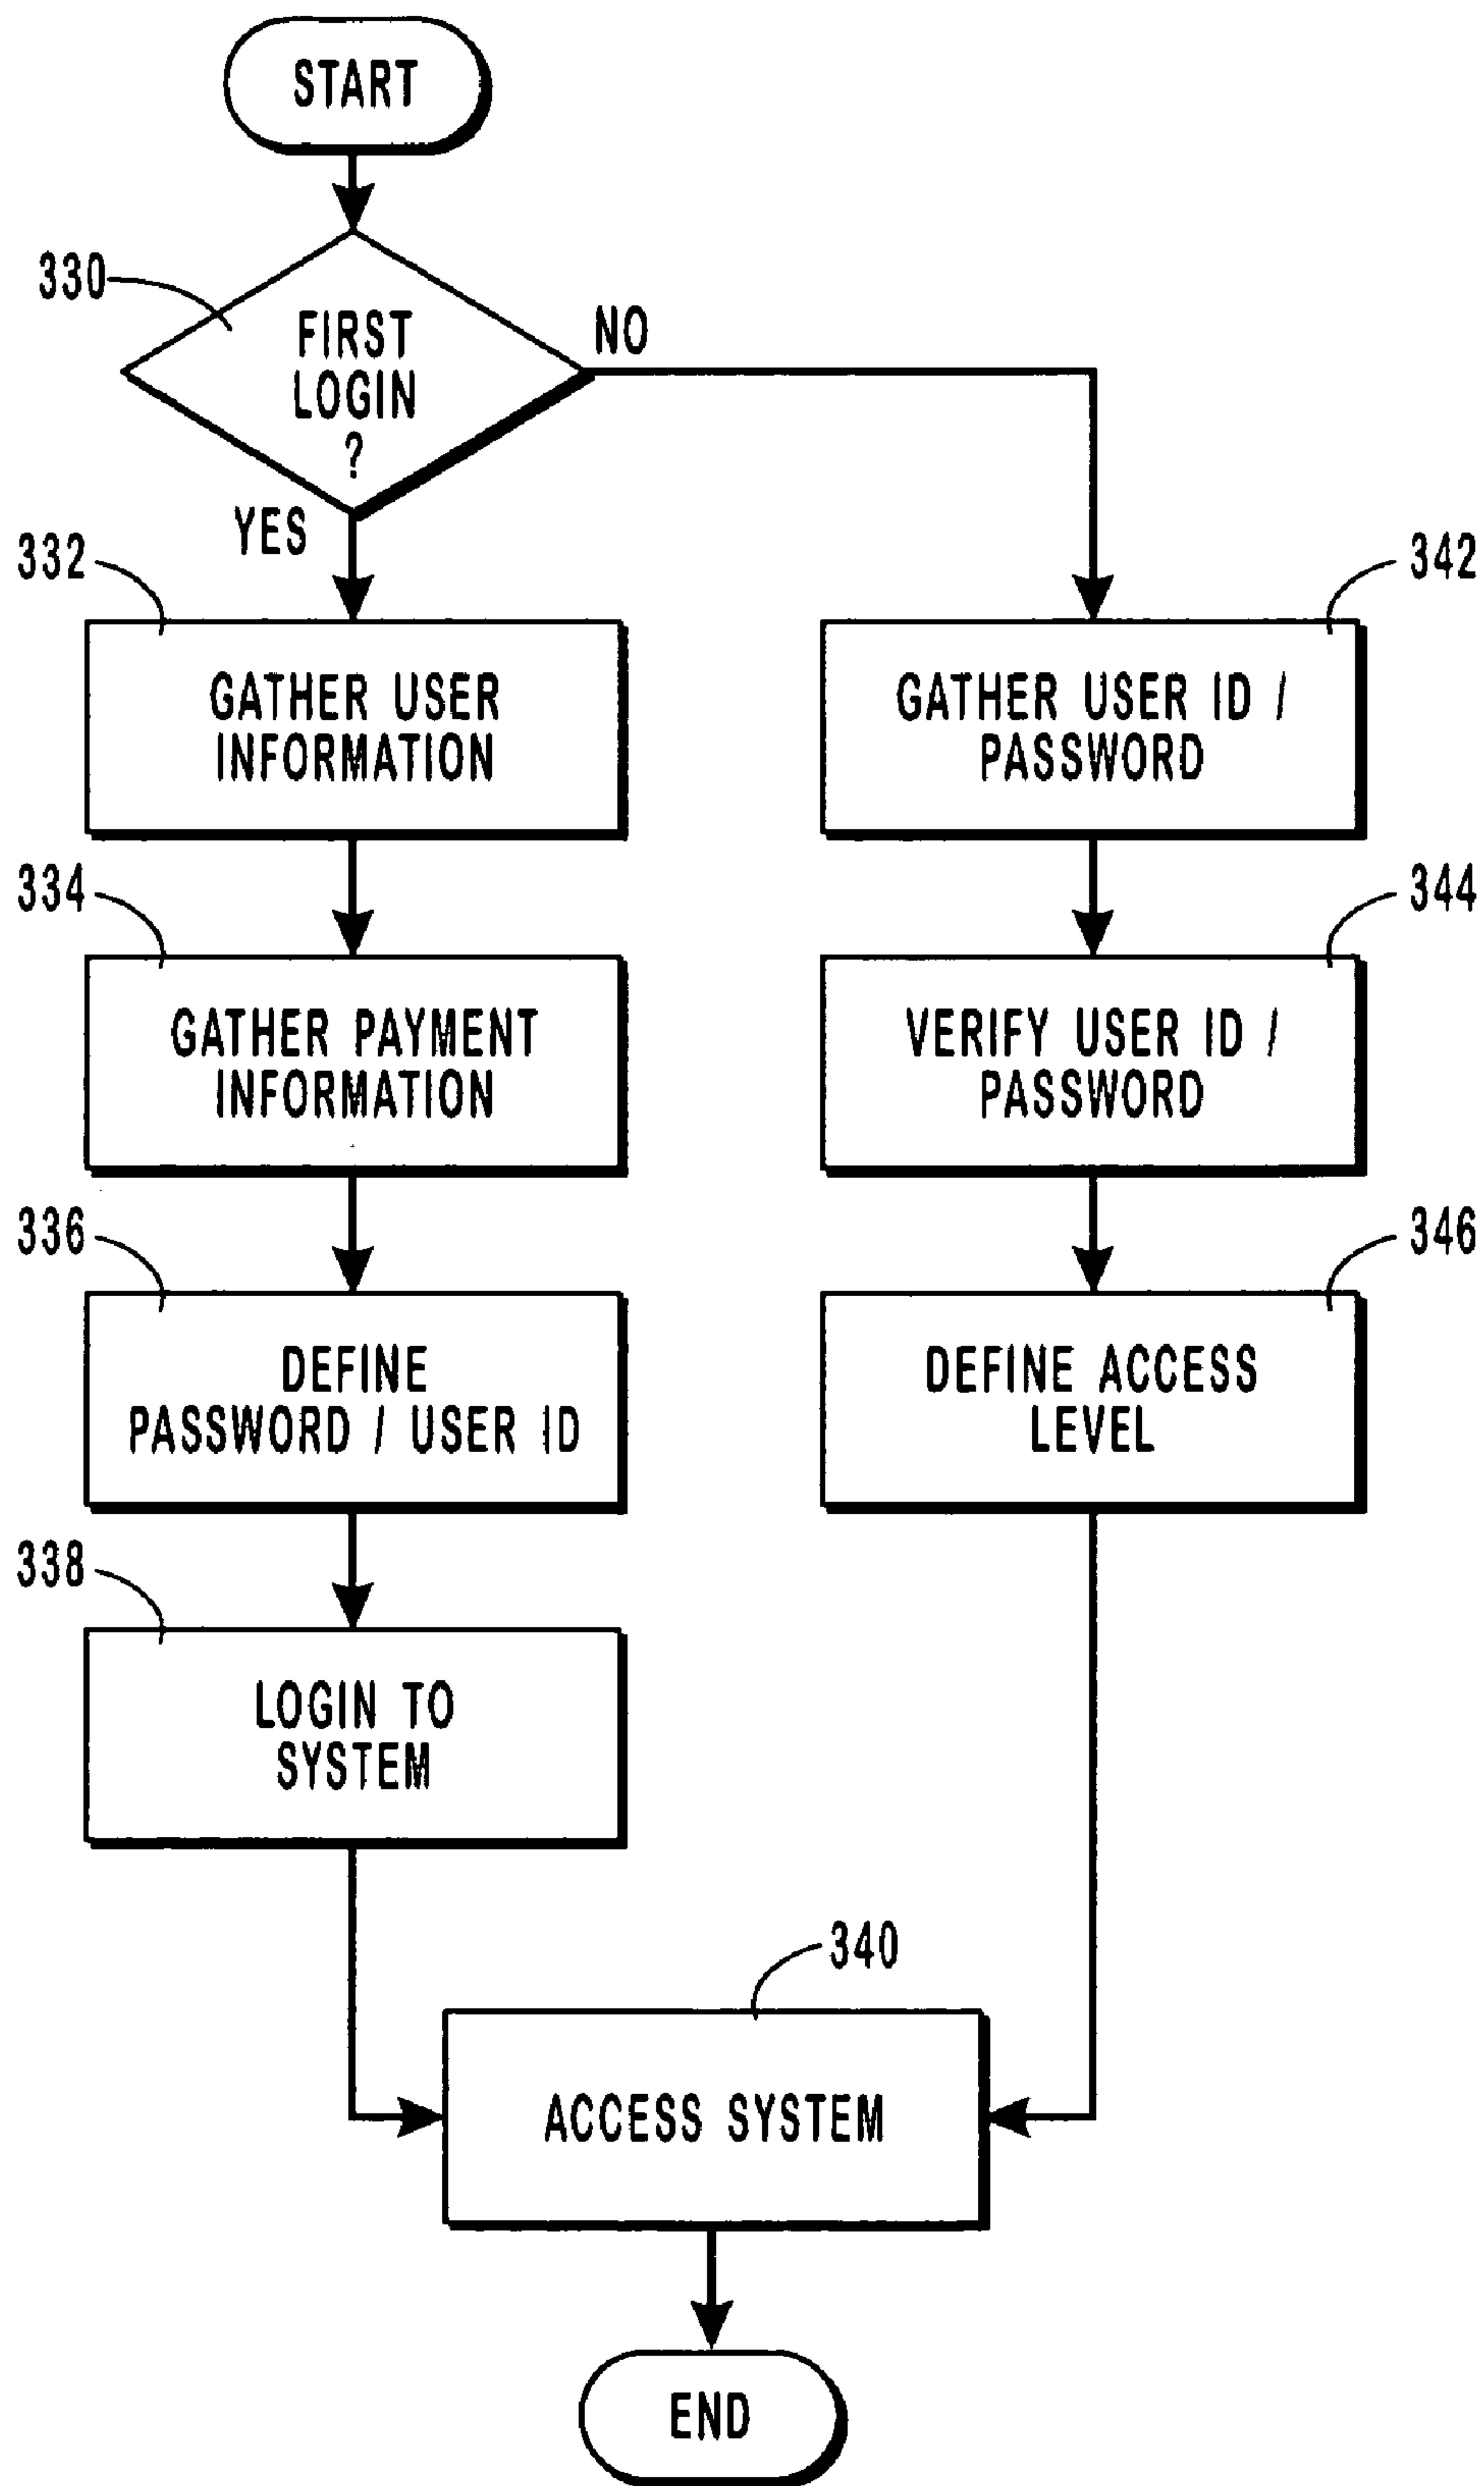 START
330
FIRST
LOGIN
?
NO
YES
332
GATHER USER
INFORMATION
334
GATHER PAYMENT
INFORMATION
336
DEFINE
PASSWORD / USER ID
338
LOGIN TO
SYSTEM
342
GATHER USER ID /
PASSWORD
344
VERIFY USER ID /
PASSWORD
346
DEFINE ACCESS
LEVEL
340
ACCESS SYSTEM
END